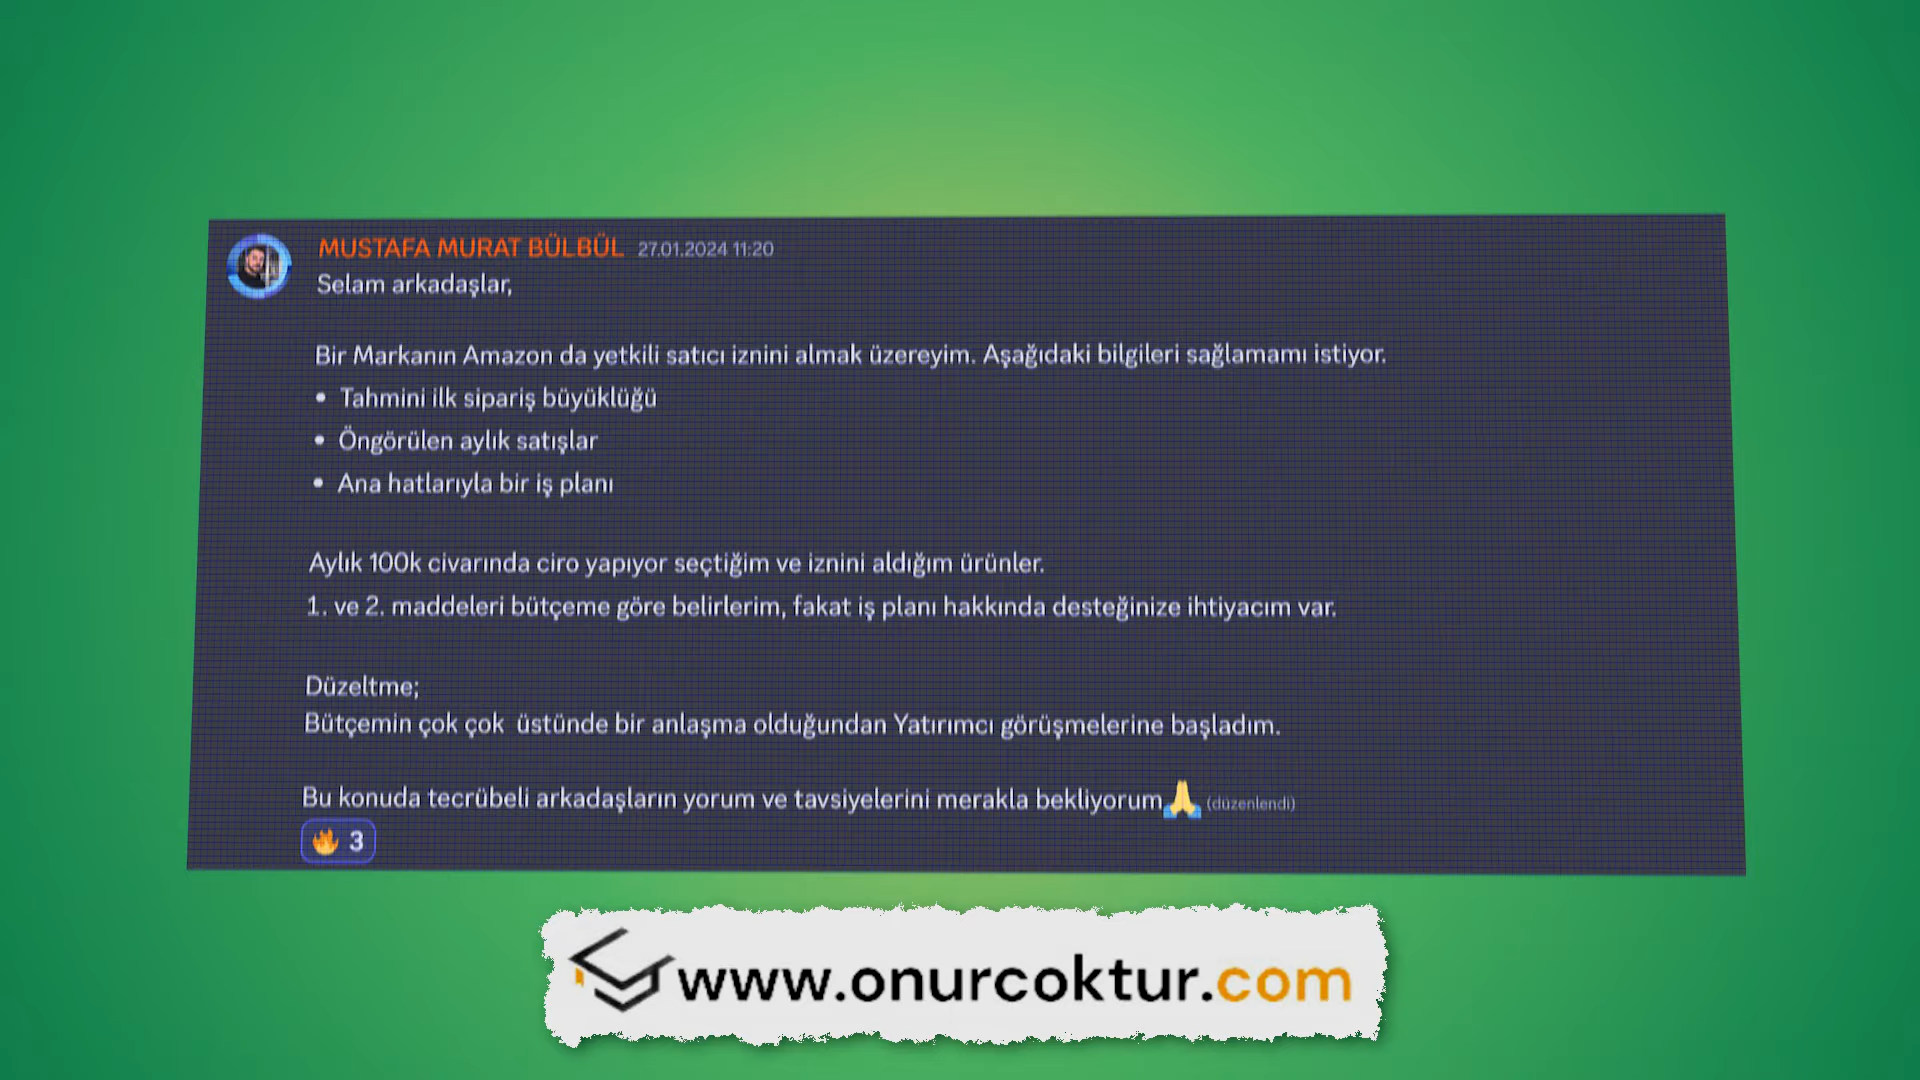 MUSTAFA MURAT BÜLBÜL 27.01.2024 11:20
Selam arkadaşlar,
Bir Markanın Amazon da yetkili satıcı iznini almak üzereyim. Aşağıdaki bilgileri sağlamamı istiyor.
• Tahmini ilk sipariş büyüklüğü
• Öngörülen aylık satışlar
• Ana hatlarıyla bir iş planı
Aylık 100k civarında ciro yapıyor seçtiğim ve iznini aldığım ürünler.
1. ve 2. maddeleri bütçeme göre belirlerim, fakat iş planı hakkında desteğinize ihtiyacım var.
Düzeltme;
Bütçemin çok çok üstünde bir anlaşma olduğundan Yatırımcı görüşmelerine başladım.
Bu konuda tecrübeli arkadaşların yorum ve tavsiyelerini merakla bekliyorum🙏 (düzenlendi)
🔥 3
www.onurcoktur.com